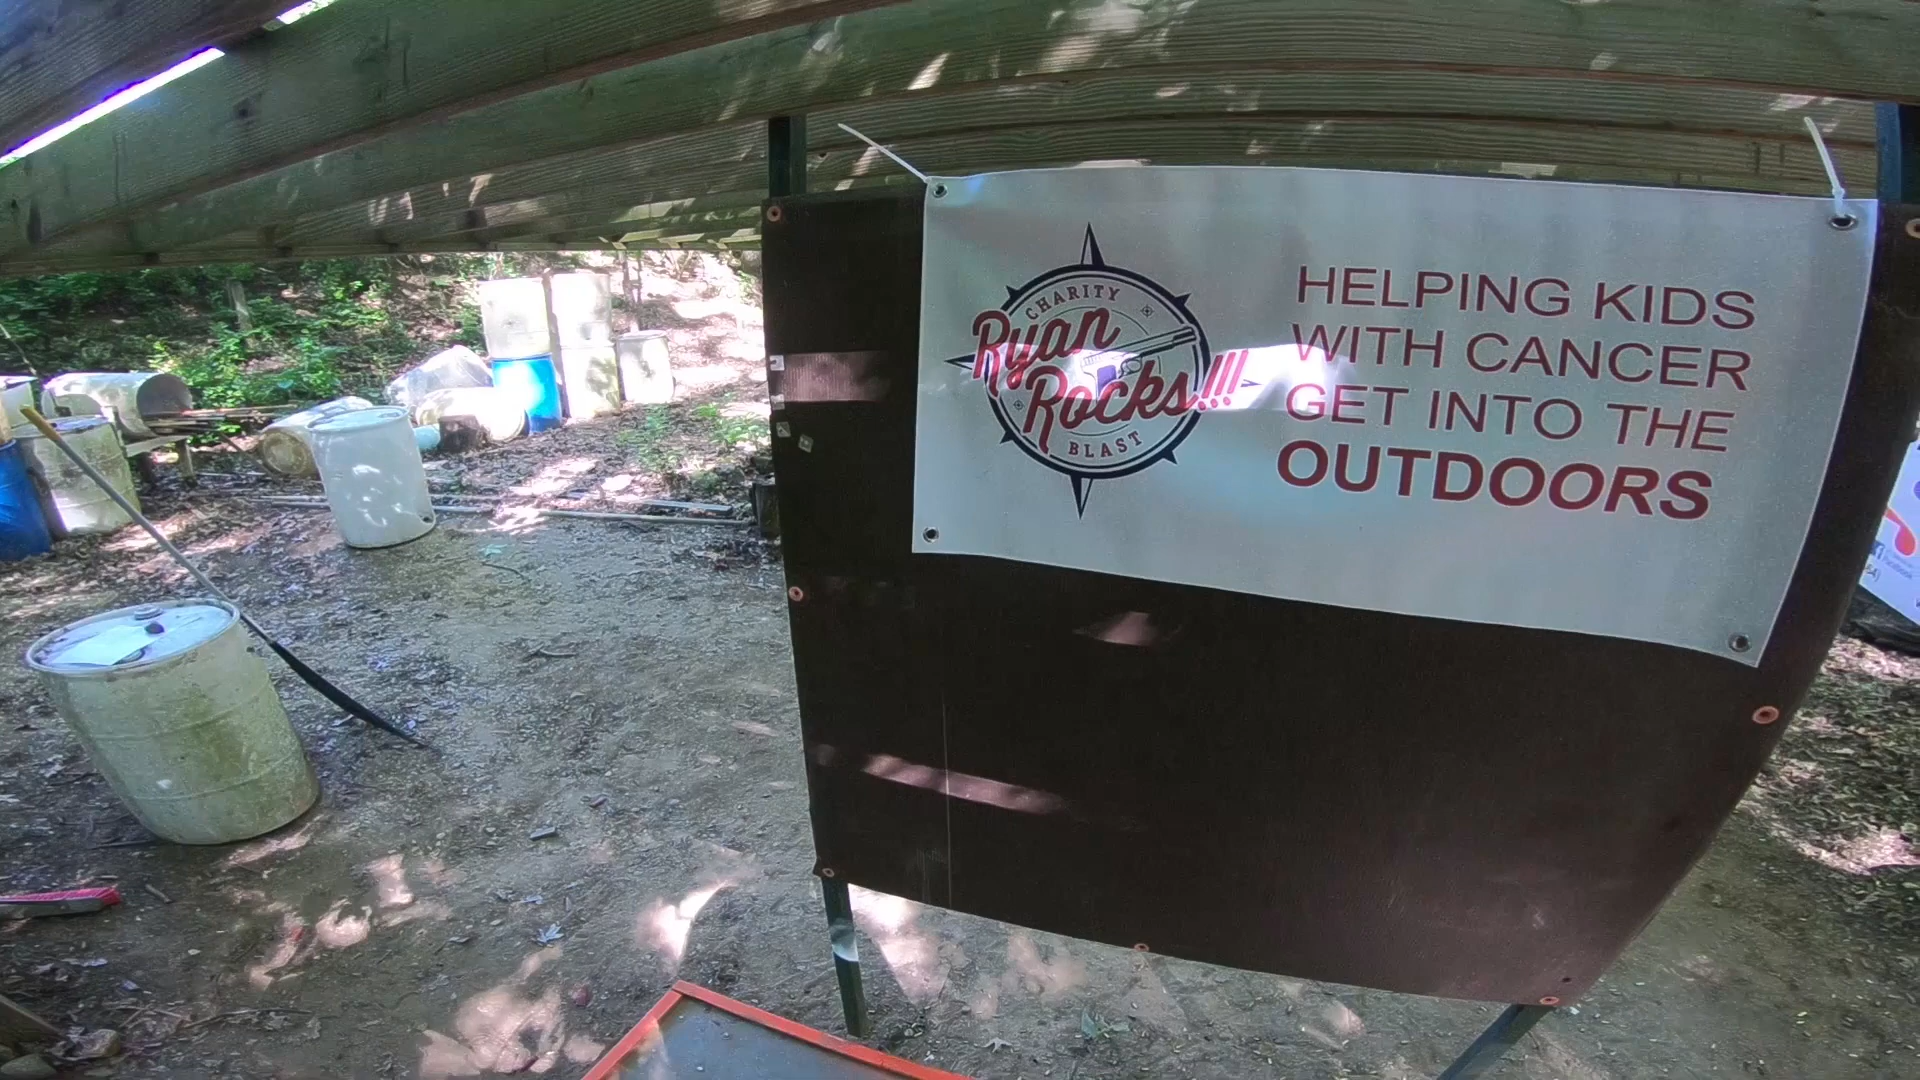 CHARITY
Ryan
Rocks!!!
BLAST
HELPING KIDS
WITH CANCER
GET INTO THE
OUTDOORS